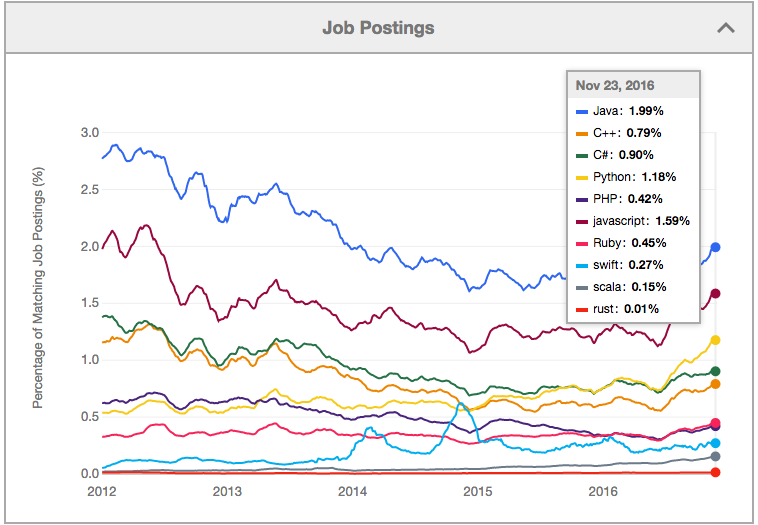 Job Postings
Nov 23, 2016
Java: 1.99%
C++: 0.79%
C#: 0.90%
Python: 1.18%
PHP: 0.42%
javascript: 1.59%
Ruby: 0.45%
swift: 0.27%
scala: 0.15%
rust: 0.01%
Percentage of Matching Job Postings (%)
3.0
2.5
2.0
1.5
1.0
0.5
0.0
2012 2013 2014 2015 2016